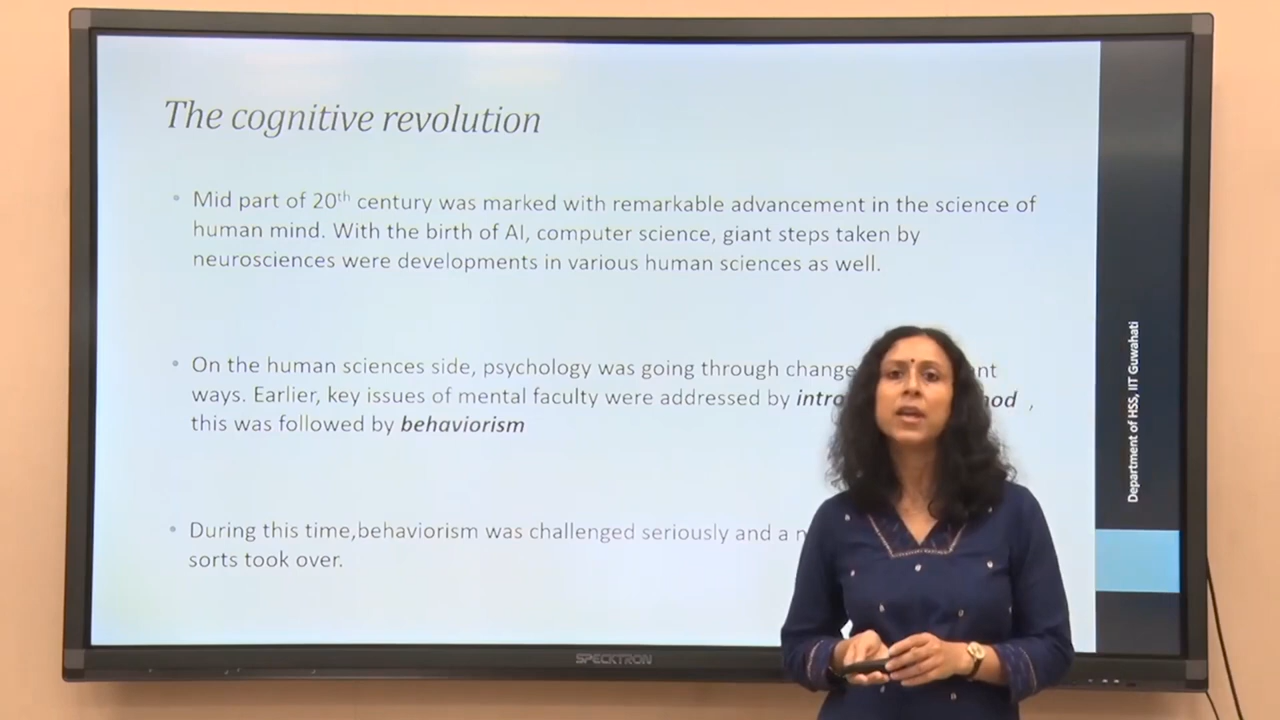 The cognitive revolution
• Mid part of 20th century was marked with remarkable advancement in the science of
human mind. With the birth of AI, computer science, giant steps taken by
neurosciences were developments in various human sciences as well.
• On the human sciences side, psychology was going through
ways. Earlier, key issues of mental faculty were addressed by ,
this was followed by behaviorism
• During this time,behaviorism was challenged seriously and a
sorts took over.
Department of HSS, IIT Guwahati
SPECKTRON